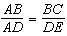 AB/AD = BC/DE